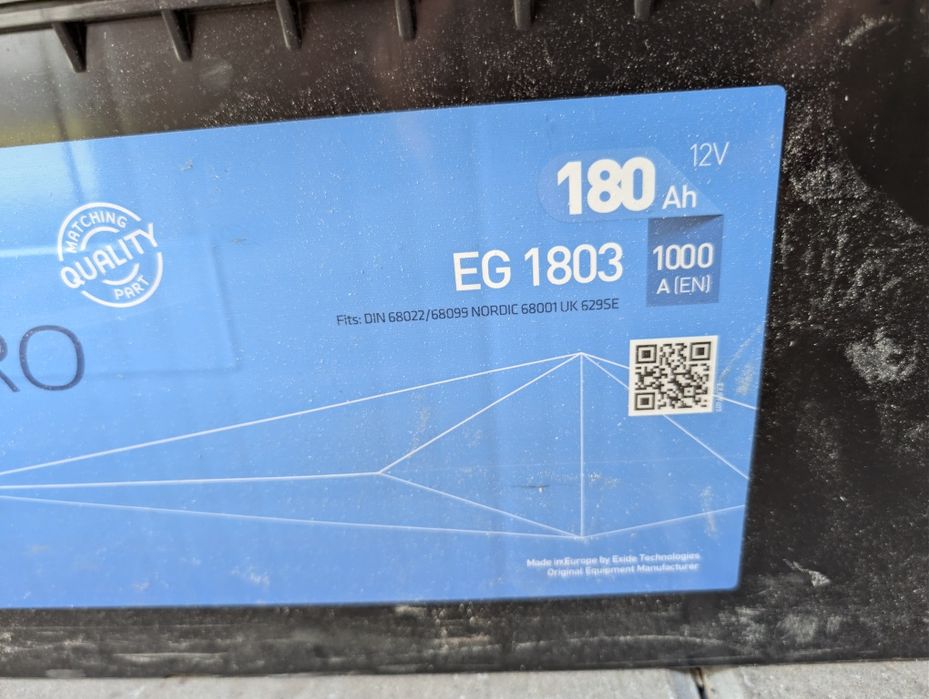 12V
180 Ah
MATCHING
QUALITY
PART
EG 1803
1000
A (EN)
Fits: DIN 68022/68099 NORDIC 68001 UK 629SE
RO
Made in Europe by Exide Technologies
Original Equipment Manufacturer